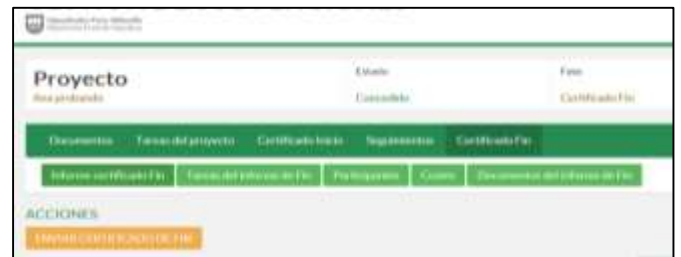 Proyecto
Estado
Fase
Concedido
Certificado Fin
Documentos Tareas del proyecto Certificado Inicio Seguimientos Certificado Fin
Informe certificado Fin Tareas del informe de Fin Participantes Costes Documentos del informe de Fin
ACCIONES
ENVIAR CERTIFICADO DE FIN